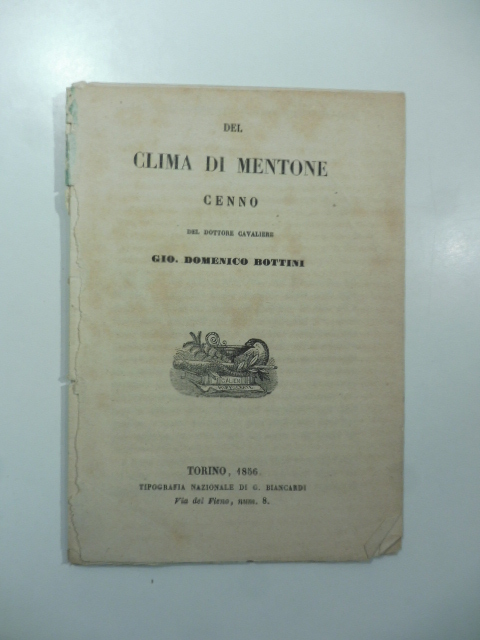 DEL
CLIMA DI MENTONE
CENNO
DEL DOTTORE CAVALIERE
GIO. DOMENICO BOTTINI
TORINO, 1856.
TIPOGRAFIA NAZIONALE DI G. BIANCARDI
Via del Fieno, num. 8.